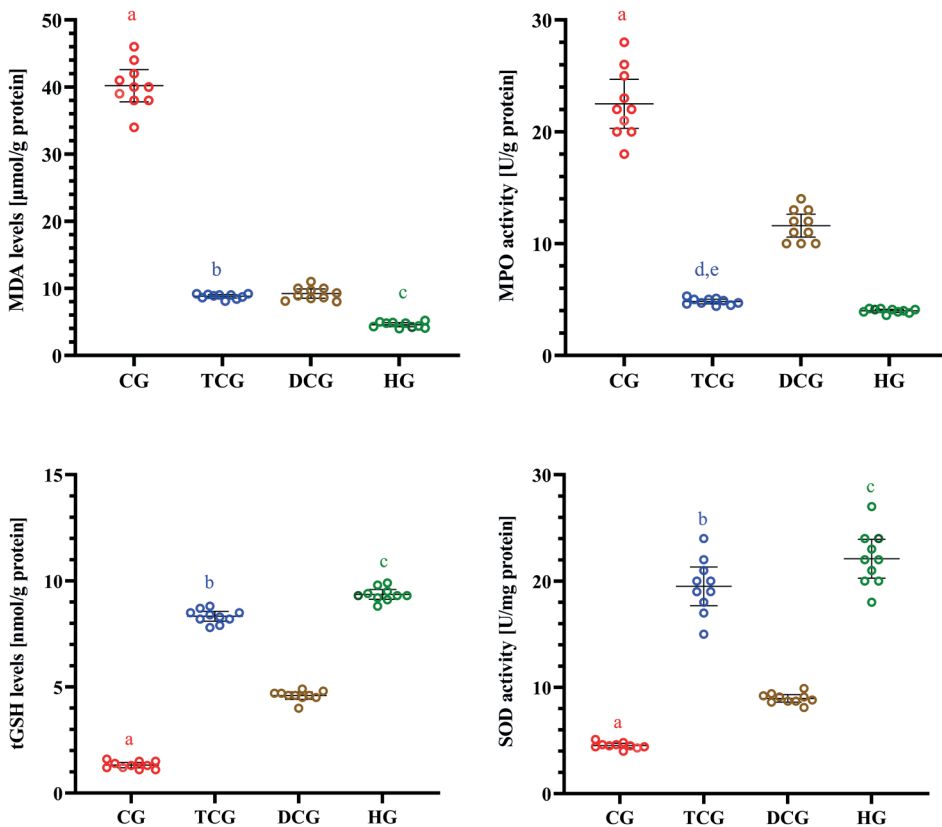 MDA levels [µmol/g protein]
50
40
30
20
10
0
a
b
c
CG TCG DCG HG
MPO activity [U/g protein]
30
20
10
0
a
d,e
CG TCG DCG HG
tGSH levels [nmol/g protein]
15
10
5
0
a
b
c
CG TCG DCG HG
SOD activity [U/mg protein]
30
20
10
0
a
b
c
CG TCG DCG HG